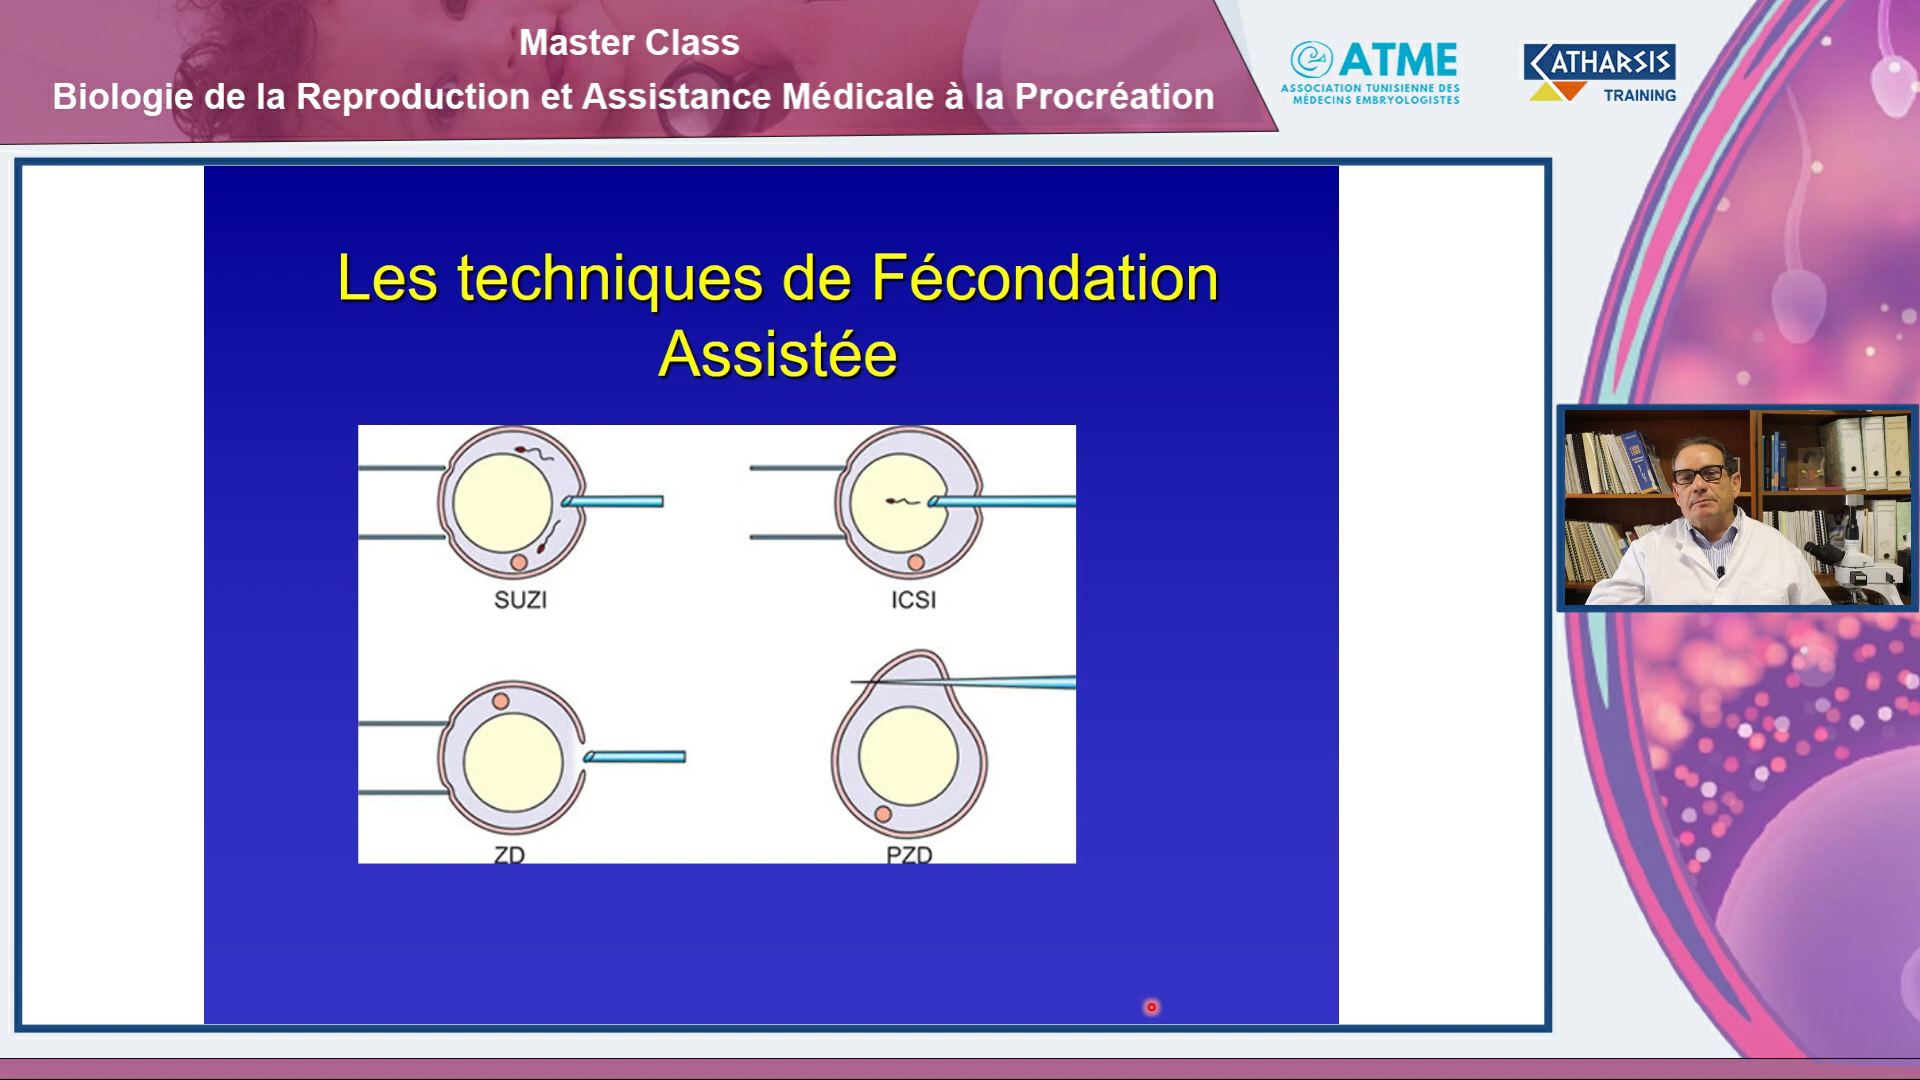 Master Class
Biologie de la Reproduction et Assistance Médicale à la Procréation
ATME
ASSOCIATION TUNISIENNE DES
MÉDECINS EMBRYOLOGISTES
CATHARSIS
TRAINING
Les techniques de Fécondation
Assistée
SUZI
ICSI
ZD
PZD